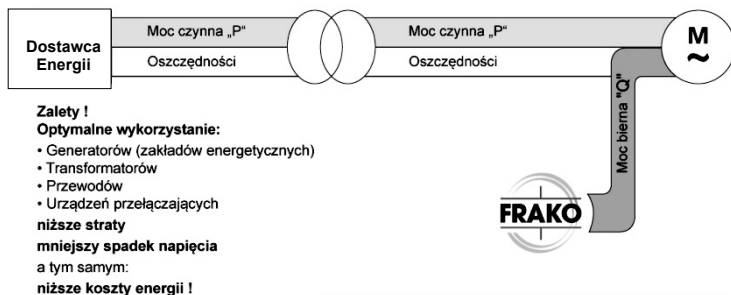 Dostawca
Energii
Moc czynna „P”
Oszczędności
Moc czynna „P”
Oszczędności
M
~
Moc bierna "Q"
FRAKO
Zalety !
Optymalne wykorzystanie:
• Generatorów (zakładów energetycznych)
• Transformatorów
• Przewodów
• Urządzeń przełączających
niższe straty
mniejszy spadek napięcia
a tym samym:
niższe koszty energii !